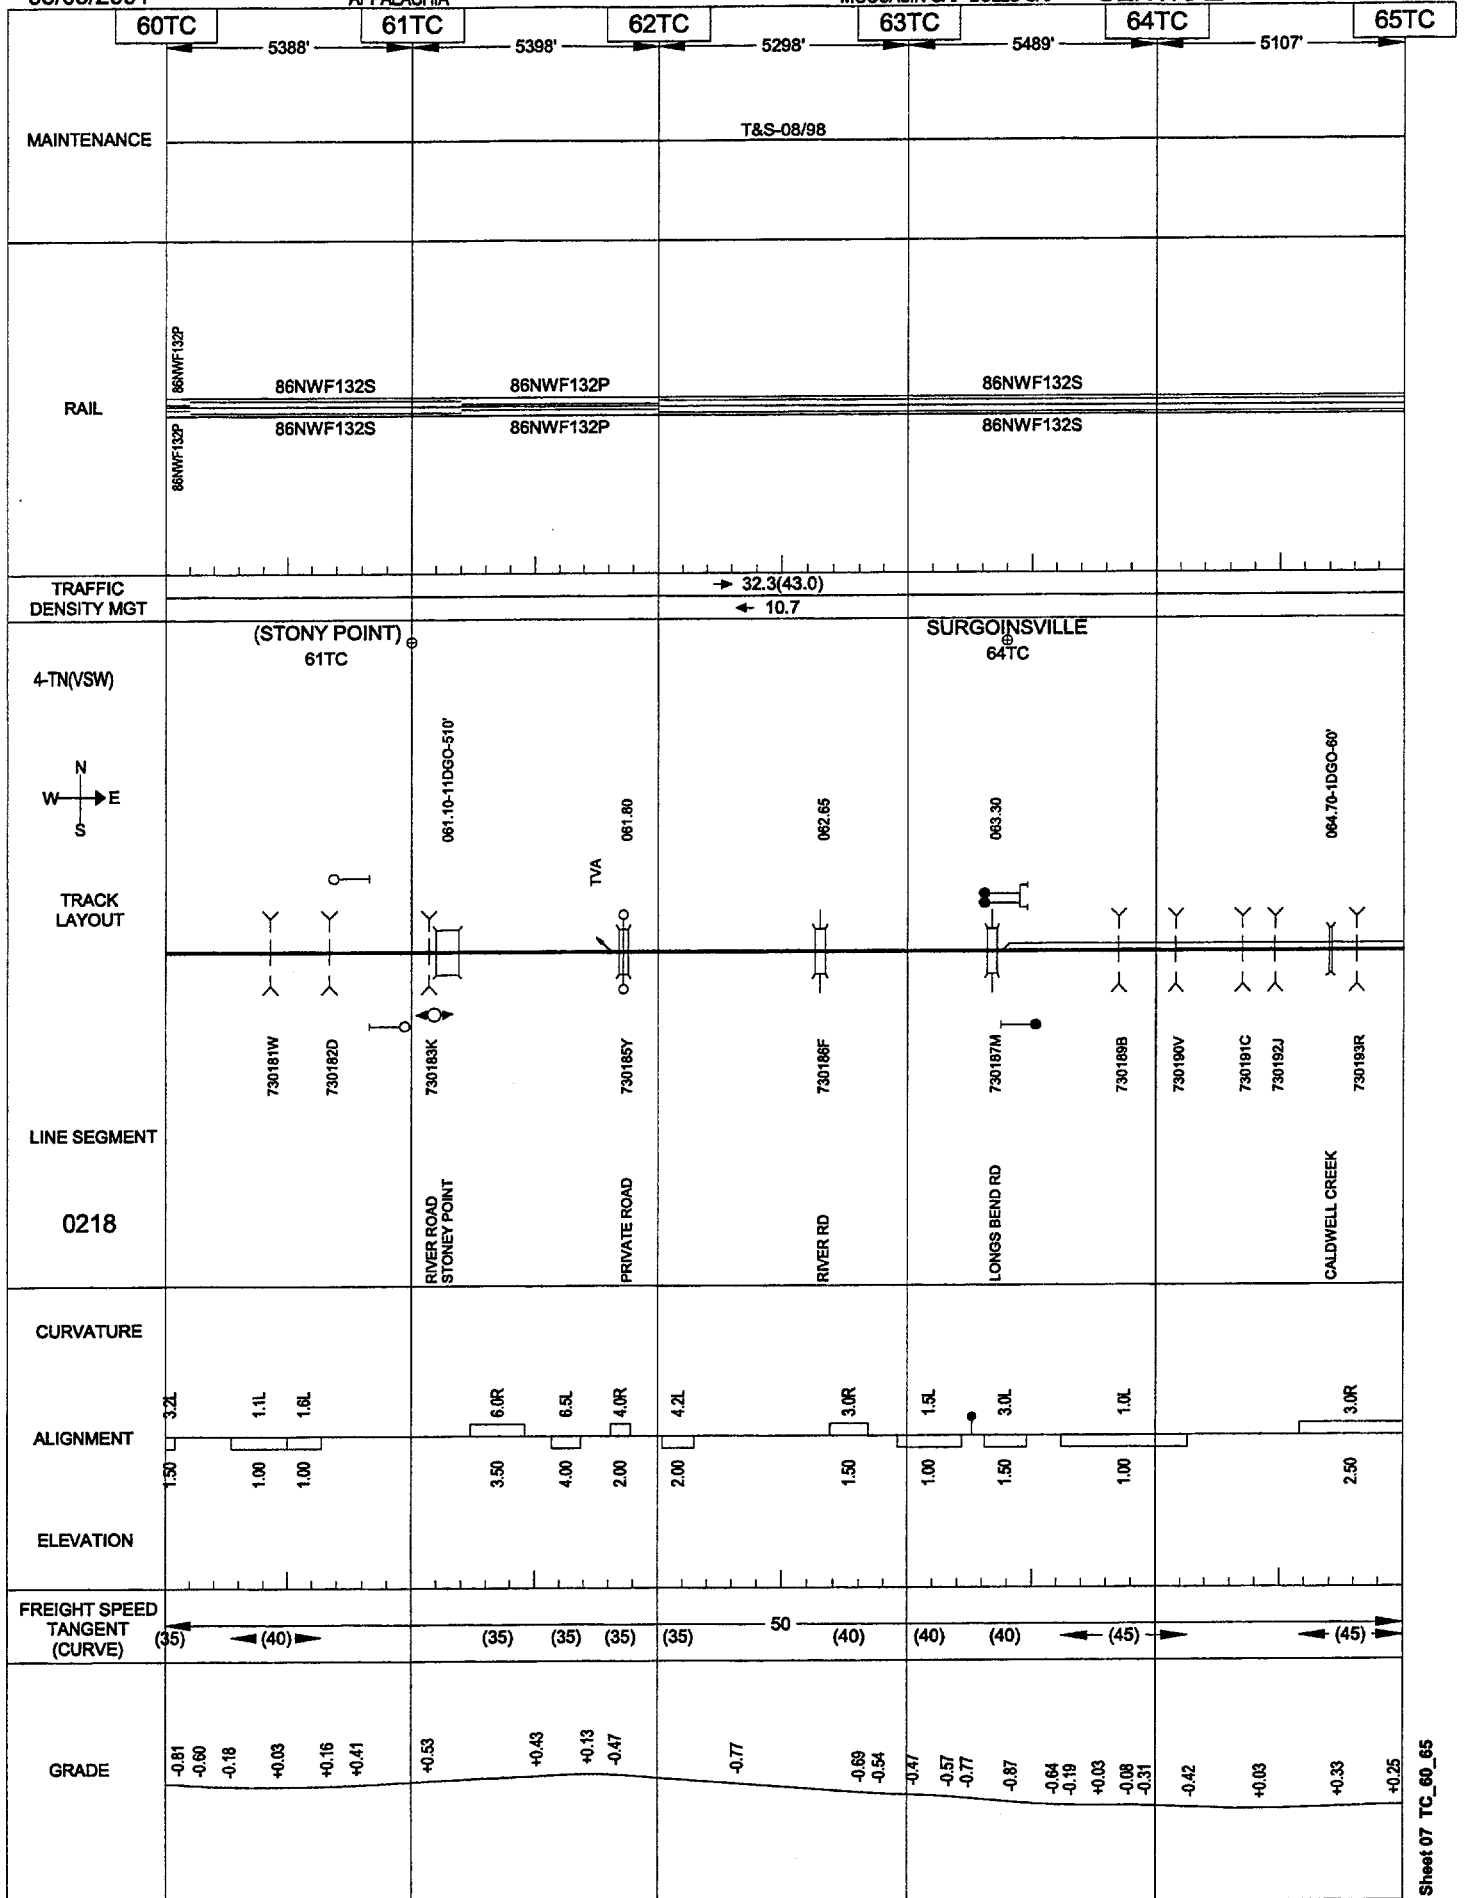 60TC 61TC 62TC 63TC 64TC 65TC
5388' 5398' 5298' 5489' 5107'
MAINTENANCE
T&S-08/98
RAIL
86NWF132P
86NWF132P
86NWF132S 86NWF132P 86NWF132S
86NWF132S 86NWF132P 86NWF132S
TRAFFIC
DENSITY MGT
32.3(43.0)
10.7
4-TN(VSW)
(STONY POINT)
61TC
SURGOINSVILLE
64TC
N
W E
S
061.10-11DGO-510'
061.80
062.65
063.30
064.70-1DGO-60'
TVA
TRACK
LAYOUT
730181W
730182D
730183K
730185Y
730186F
730187M
730189B
730190V
730191C
730192J
730193R
LINE SEGMENT
0218
RIVER ROAD
STONEY POINT
PRIVATE ROAD
RIVER RD
LONGS BEND RD
CALDWELL CREEK
CURVATURE
3.2L 1.1L 1.6L 6.0R 6.5L 4.0R 4.2L 3.0R 1.5L 3.0L 1.0L 3.0R
ALIGNMENT
1.50 1.00 1.00 3.50 4.00 2.00 2.00 1.50 1.00 1.50 1.00 2.50
ELEVATION
FREIGHT SPEED
TANGENT
(CURVE)
50
(35) (40) (35) (35) (35) (35) (40) (40) (40) (45) (45)
GRADE
-0.81 -0.60 -0.18 +0.03 +0.16 +0.41 +0.53 +0.43 +0.13 -0.47 -0.77 -0.69 -0.54 -0.47 -0.57 -0.77 -0.87 -0.64 -0.19 +0.03 -0.08 -0.31 -0.42 +0.03 +0.33 +0.25
Sheet 07 TC_60_65